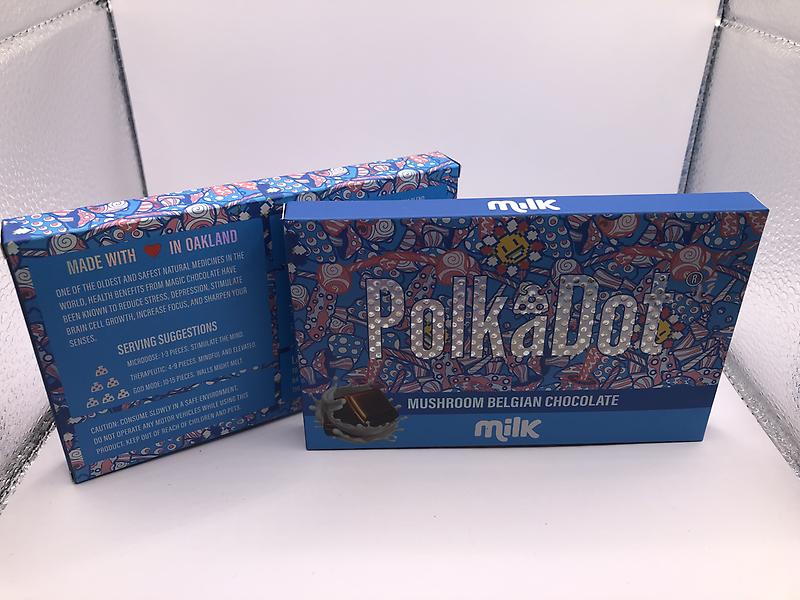 MADE WITH IN OAKLAND
ONE OF THE OLDEST AND SAFEST NATURAL MEDICINES IN THE
WORLD. HEALTH BENEFITS FROM MAGIC CHOCOLATE HAVE
BEEN KNOWN TO REDUCE STRESS, DEPRESSION, STIMULATE
BRAIN CELL GROWTH, INCREASE FOCUS, AND SHARPEN YOUR
SENSES.
SERVING SUGGESTIONS
MICRODOSE: 1-3 PIECES. STIMULATE THE MIND.
THERAPEUTIC: 4-9 PIECES. MINDFUL AND ELEVATED.
GOD MODE: 10-15 PIECES. WALLS MIGHT MELT.
CAUTION: CONSUME SLOWLY IN A SAFE ENVIRONMENT.
DO NOT OPERATE ANY MOTOR VEHICLES WHILE USING THIS
PRODUCT. KEEP OUT OF REACH OF CHILDREN AND PETS.
milk
PolkaDot®
MUSHROOM BELGIAN CHOCOLATE
milk